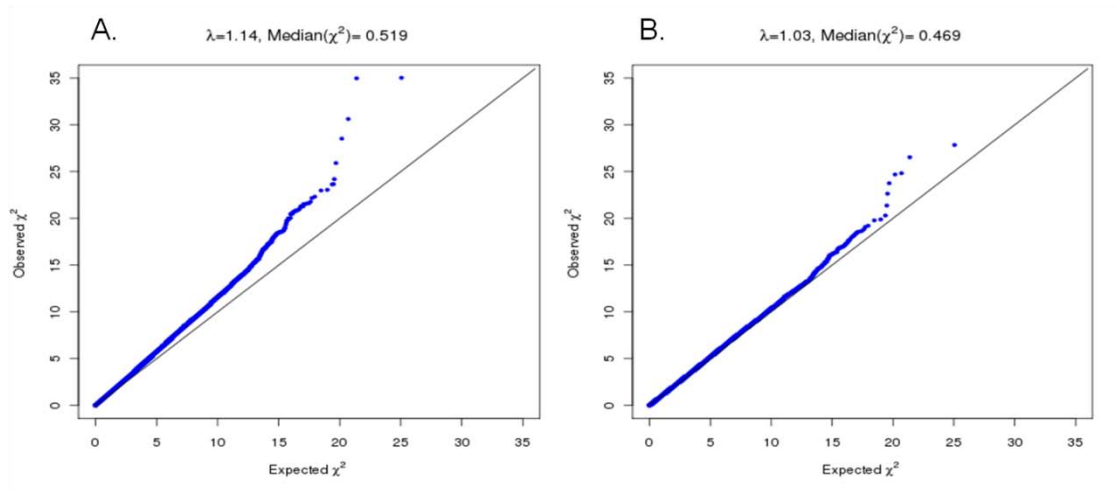 A.
λ=1.14, Median(χ²)= 0.519
35
30
25
20
15
10
5
0
Observed χ²
0 5 10 15 20 25 30 35
Expected χ²
B.
λ=1.03, Median(χ²)= 0.469
35
30
25
20
15
10
5
0
Observed χ²
0 5 10 15 20 25 30 35
Expected χ²